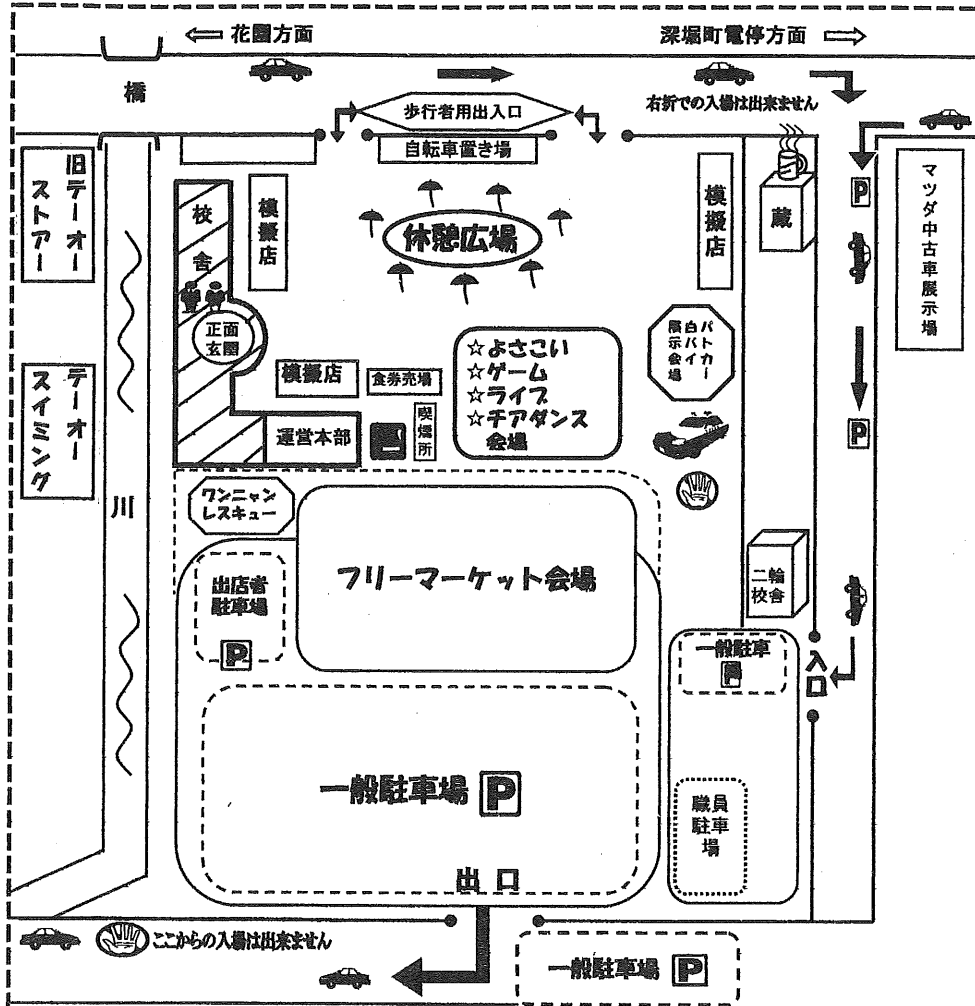 花園方面
深堀町電停方面
橋
右折での入場は出来ません
歩行者用出入口
自転車置き場
旧テーオー
ストアー
校舎
模擬店
休憩広場
模擬店
蔵
P
マツダ中古車展示場
正面
玄関
☆よさこい
☆ゲーム
☆ライブ
☆チアダンス
会場
パトカー
白バイ
展示会場
模擬店
食券売場
喫煙所
運営本部
P
テーオー
スイミング
川
ワンニャン
レスキュー
フリーマーケット会場
出店者
駐車場
P
二輪
校舎
一般駐車
P
入口
一般駐車場 P
職員
駐車
場
出口
ここからの入場は出来ません
一般駐車場 P